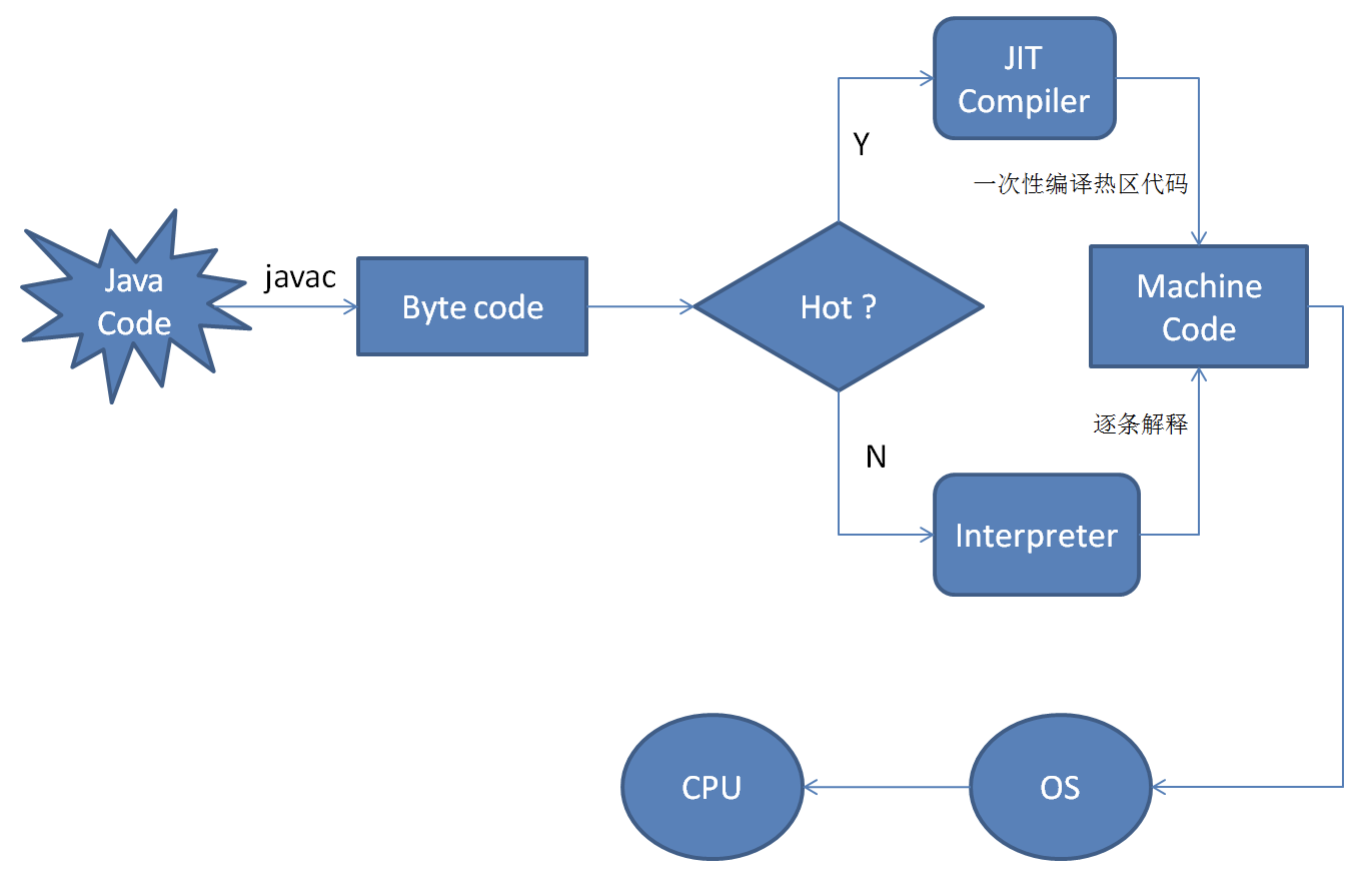 Java
Code
javac
Byte code
Hot ?
Y
JIT
Compiler
一次性编译热区代码
Machine
Code
N
Interpreter
逐条解释
OS
CPU